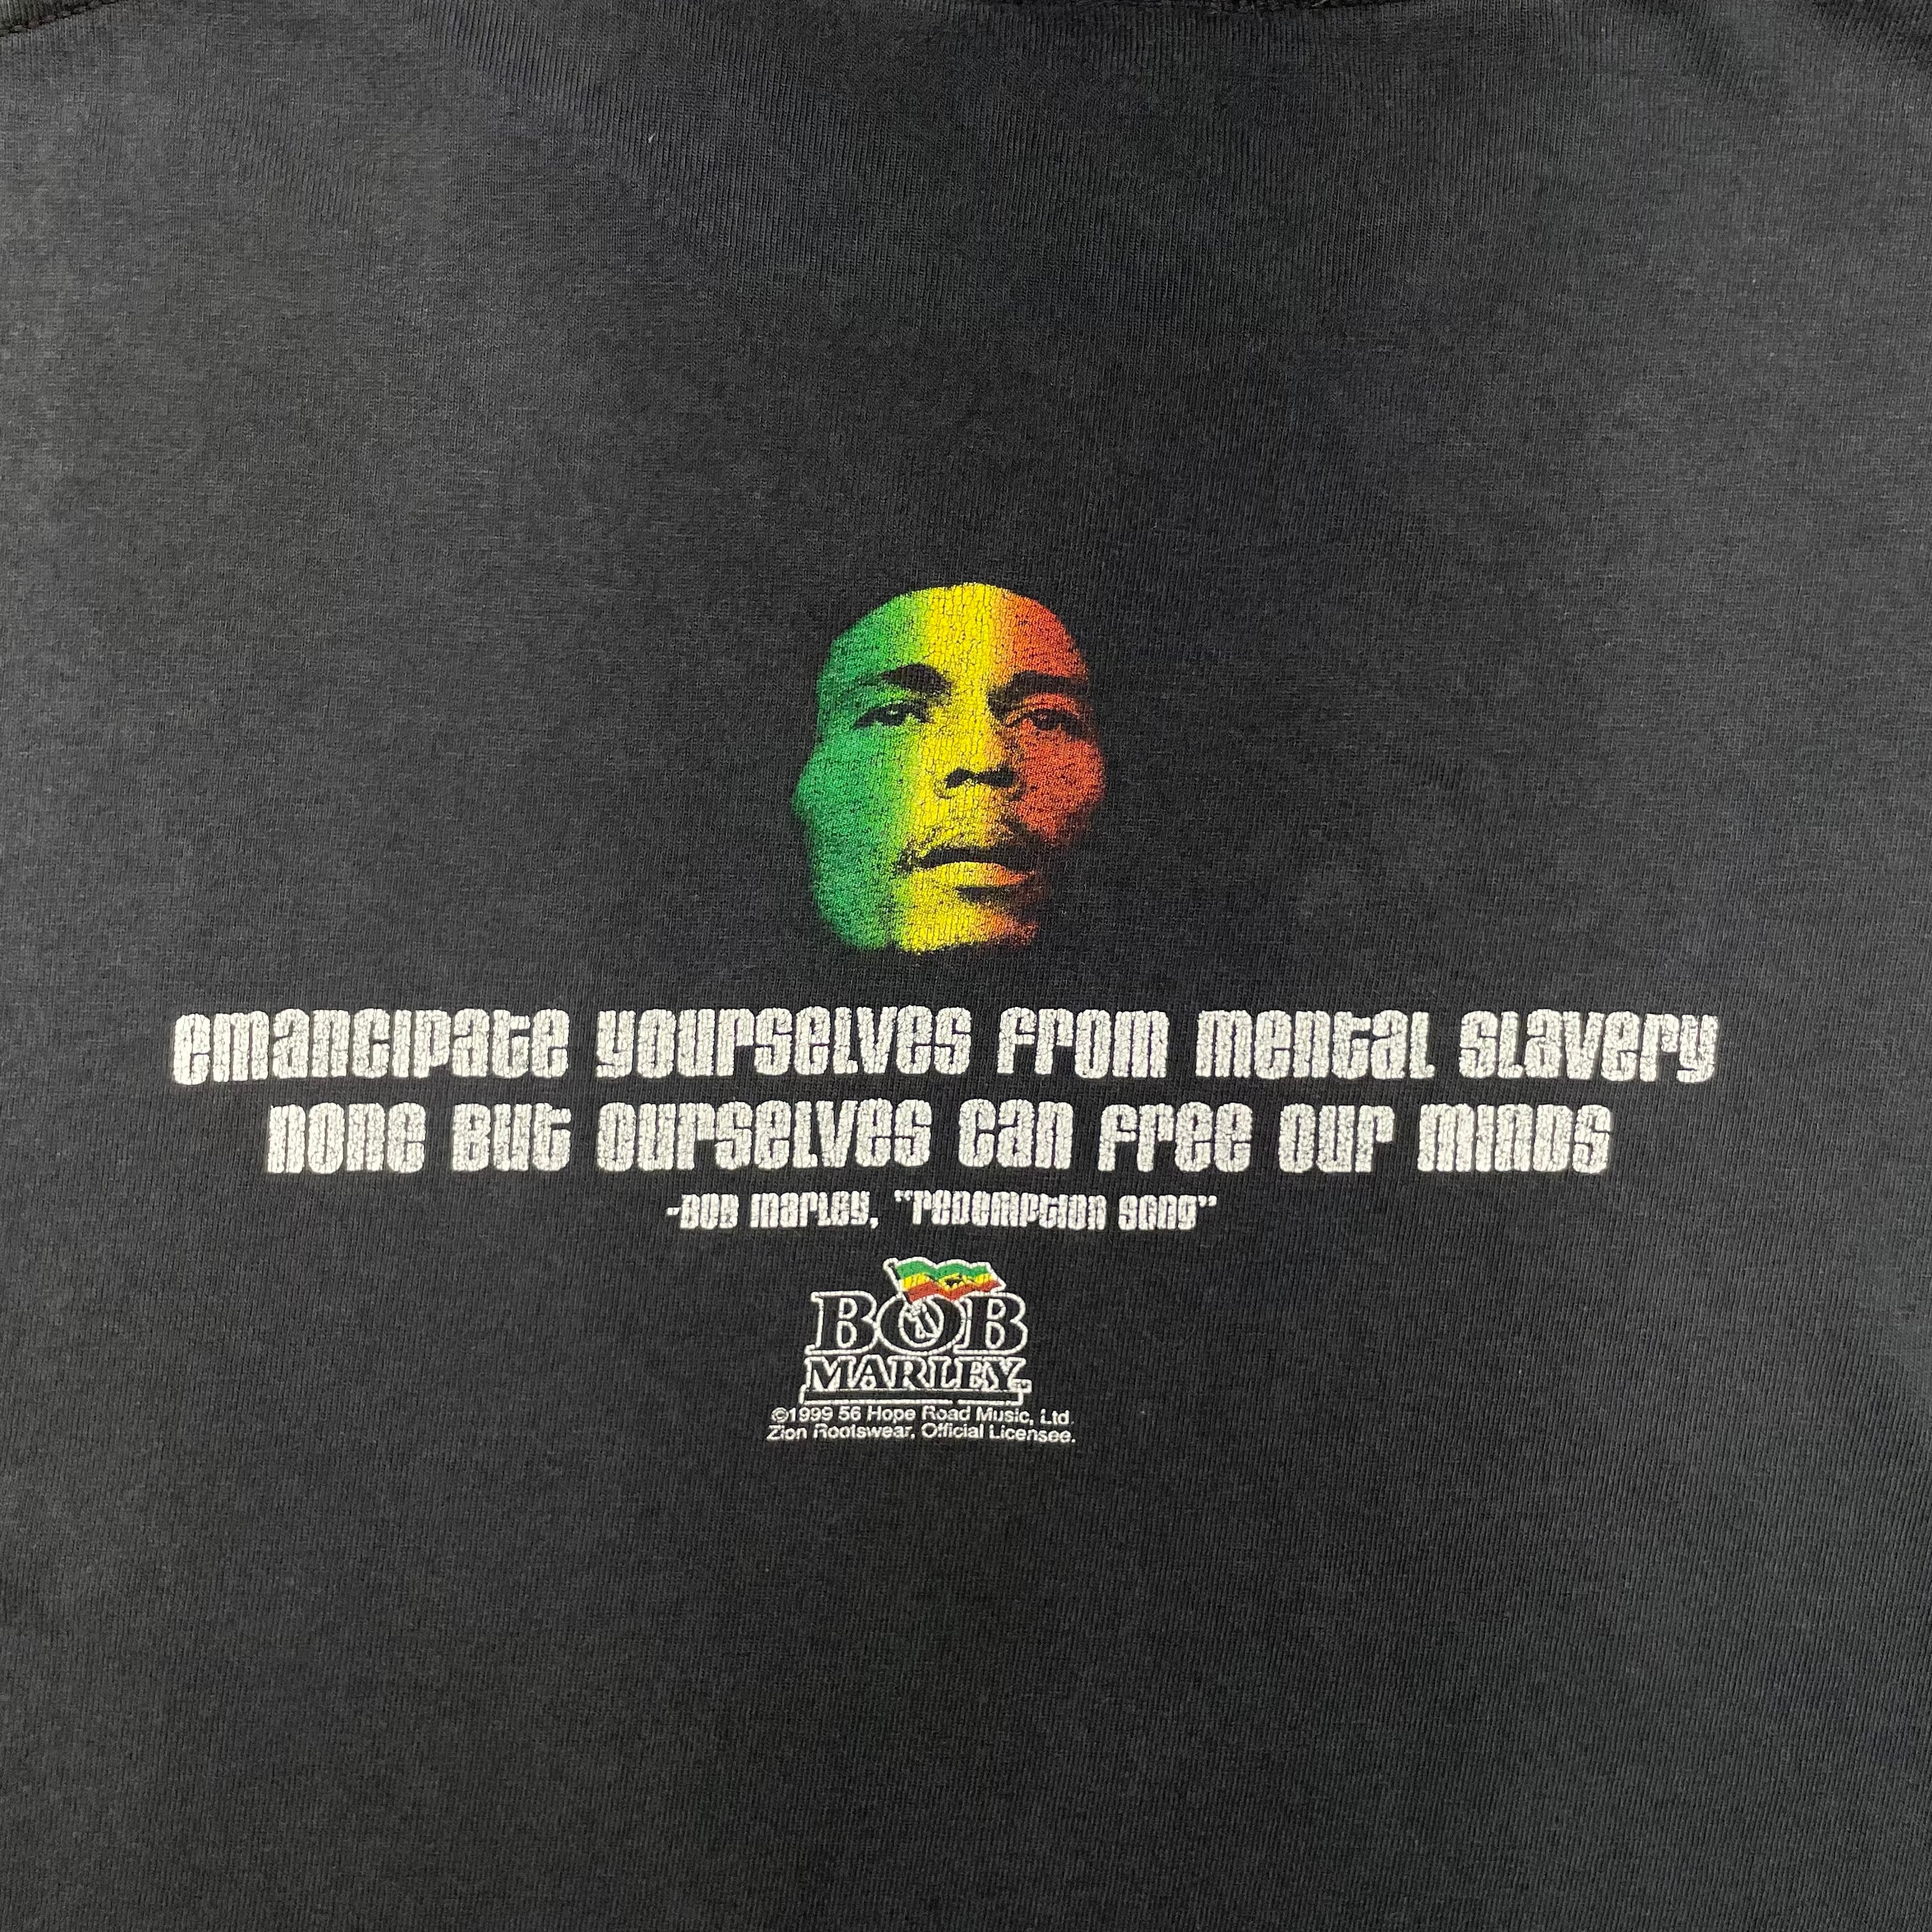 emancipate yourselves from mental slavery
none but ourselves can free our minds
-Bob Marley, "redemption song"
BOB
MARLEY™
©1999 56 Hope Road Music, Ltd.
Zion Rootswear, Official Licensee.